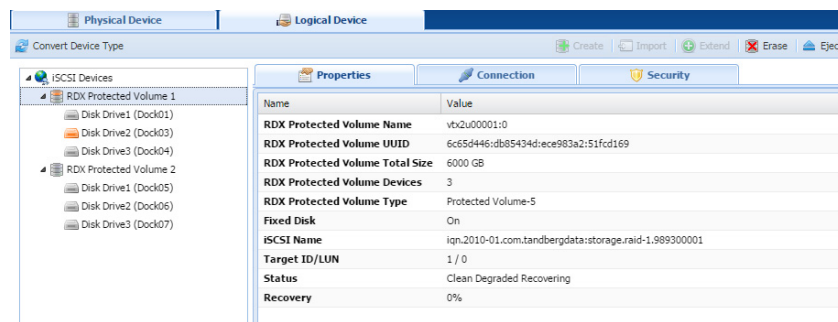 Physical Device
Logical Device
Convert Device Type
Create
Import
Extend
Erase
Ejec
iSCSI Devices
RDX Protected Volume 1
Disk Drive1 (Dock01)
Disk Drive2 (Dock03)
Disk Drive3 (Dock04)
RDX Protected Volume 2
Disk Drive1 (Dock05)
Disk Drive2 (Dock06)
Disk Drive3 (Dock07)
Properties
Connection
Security
Name Value
RDX Protected Volume Name vtx2u00001:0
RDX Protected Volume UUID 6c65d446:db85434d:ece983a2:51fcd169
RDX Protected Volume Total Size 6000 GB
RDX Protected Volume Devices 3
RDX Protected Volume Type Protected Volume-5
Fixed Disk On
iSCSI Name iqn.2010-01.com.tandbergdata:storage.raid-1.989300001
Target ID/LUN 1 / 0
Status Clean Degraded Recovering
Recovery 0%